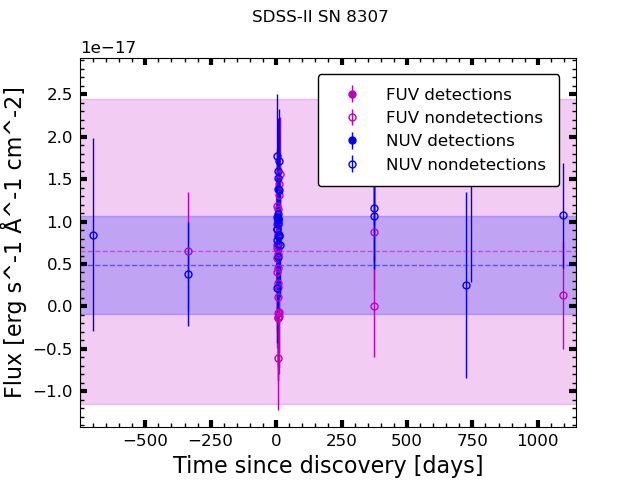 SDSS-II SN 8307
1e−17
FUV detections
FUV nondetections
NUV detections
NUV nondetections
2.5
2.0
1.5
1.0
0.5
0.0
−0.5
−1.0
Flux [erg s^-1 Å^-1 cm^-2]
−500 −250 0 250 500 750 1000
Time since discovery [days]